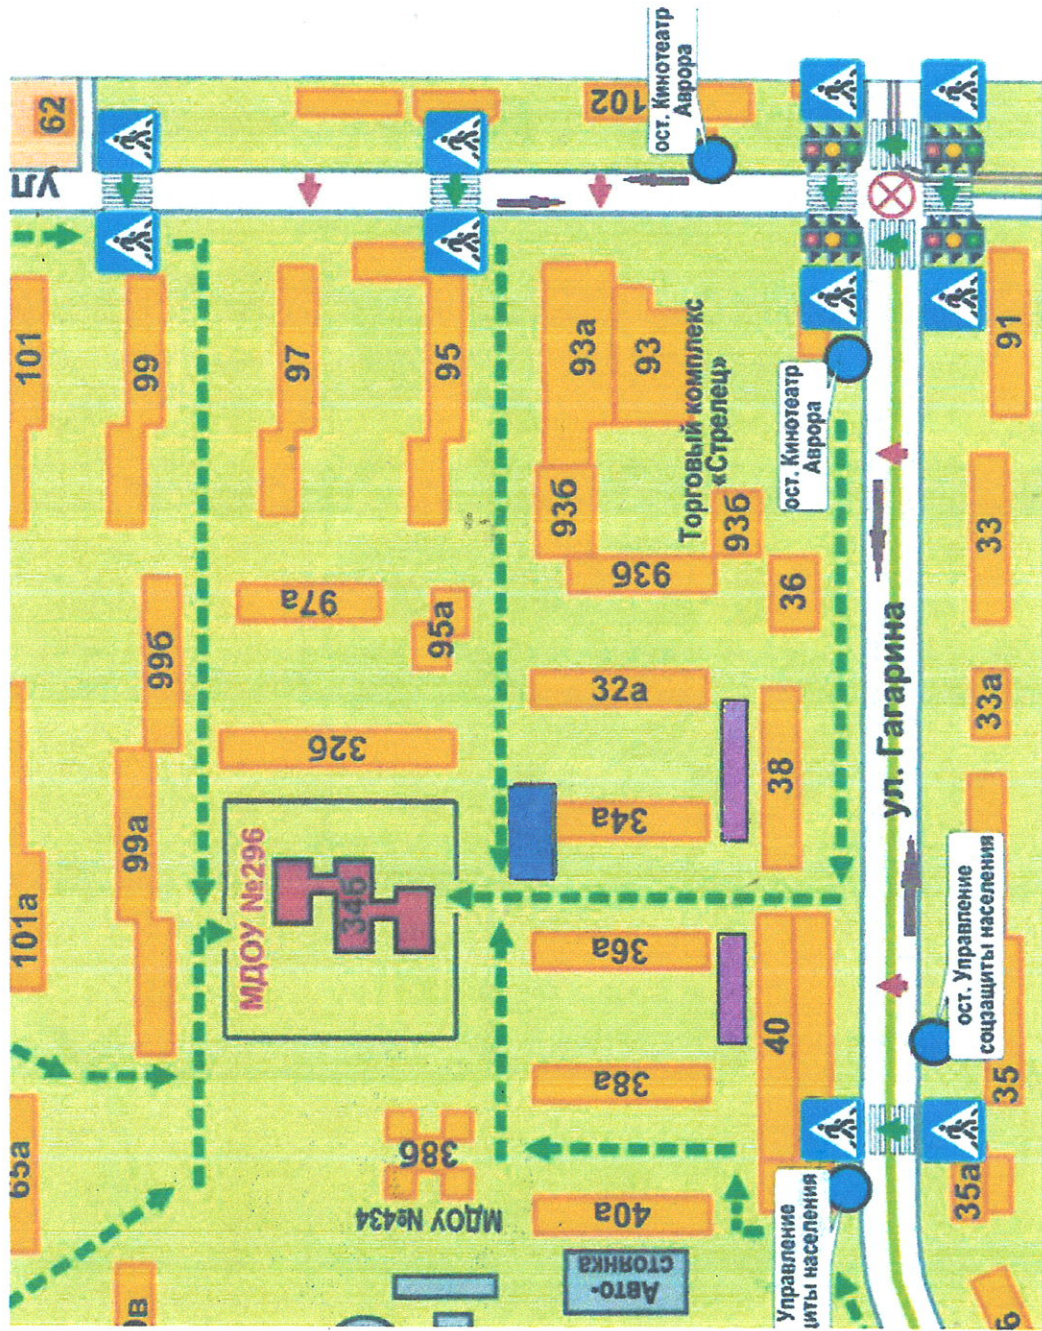 62
ул
102
ост. Кинотеатр
Аврора
101
99
97
95
93а
93
91
Торговый комплекс
«Стрелец»
ост. Кинотеатр
Аврора
93б
93б
93б
36
33
99б
97а
95а
32а
32б
38
33а
ул. Гагарина
101а
99а
МДОУ №296
34б
34а
36а
40
ост. Управление
соцзащиты населения
35
38а
65а
38б
МДОУ №434
40а
35а
Управление
циты населения
Авто-
стоянка
0в
6